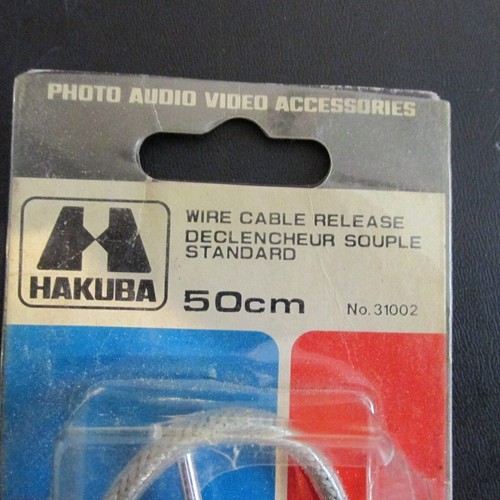 PHOTO AUDIO VIDEO ACCESSORIES
HAKUBA
WIRE CABLE RELEASE
DECLENCHEUR SOUPLE
STANDARD
50cm
No. 31002